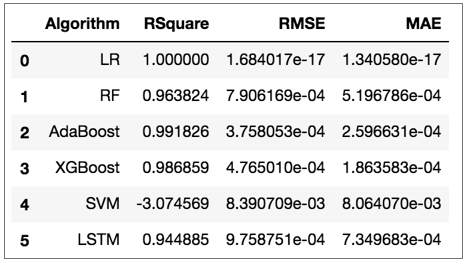 Algorithm RSquare RMSE MAE
0 LR 1.000000 1.684017e-17 1.340580e-17
1 RF 0.963824 7.906169e-04 5.196786e-04
2 AdaBoost 0.991826 3.758053e-04 2.596631e-04
3 XGBoost 0.986859 4.765010e-04 1.863583e-04
4 SVM -3.074569 8.390709e-03 8.064070e-03
5 LSTM 0.944885 9.758751e-04 7.349683e-04